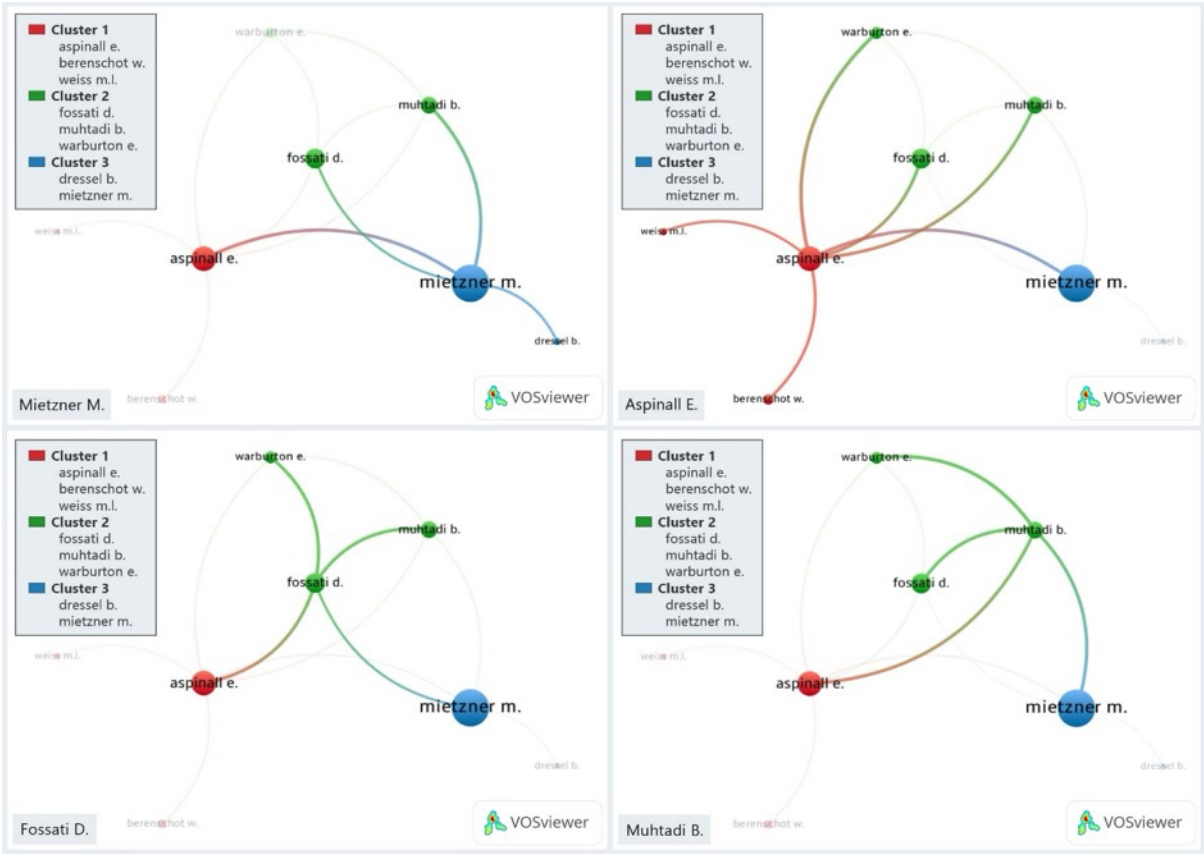 Cluster 1
aspinall e.
berenschot w.
weiss m.l.
Cluster 2
fossati d.
muhtadi b.
warburton e.
Cluster 3
dressel b.
mietzner m.
warburton e.
muhtadi b.
fossati d.
weiss m.l.
aspinall e.
mietzner m.
dressel b.
berenschot w.
Mietzner M.
VOSviewer
Cluster 1
aspinall e.
berenschot w.
weiss m.l.
Cluster 2
fossati d.
muhtadi b.
warburton e.
Cluster 3
dressel b.
mietzner m.
warburton e.
muhtadi b.
fossati d.
weiss m.l.
aspinall e.
mietzner m.
dressel b.
berenschot w.
Aspinall E.
VOSviewer
Cluster 1
aspinall e.
berenschot w.
weiss m.l.
Cluster 2
fossati d.
muhtadi b.
warburton e.
Cluster 3
dressel b.
mietzner m.
warburton e.
muhtadi b.
fossati d.
weiss m.l.
aspinall e.
mietzner m.
dressel b.
berenschot w.
Fossati D.
VOSviewer
Cluster 1
aspinall e.
berenschot w.
weiss m.l.
Cluster 2
fossati d.
muhtadi b.
warburton e.
Cluster 3
dressel b.
mietzner m.
warburton e.
muhtadi b.
fossati d.
weiss m.l.
aspinall e.
mietzner m.
dressel b.
berenschot w.
Muhtadi B.
VOSviewer